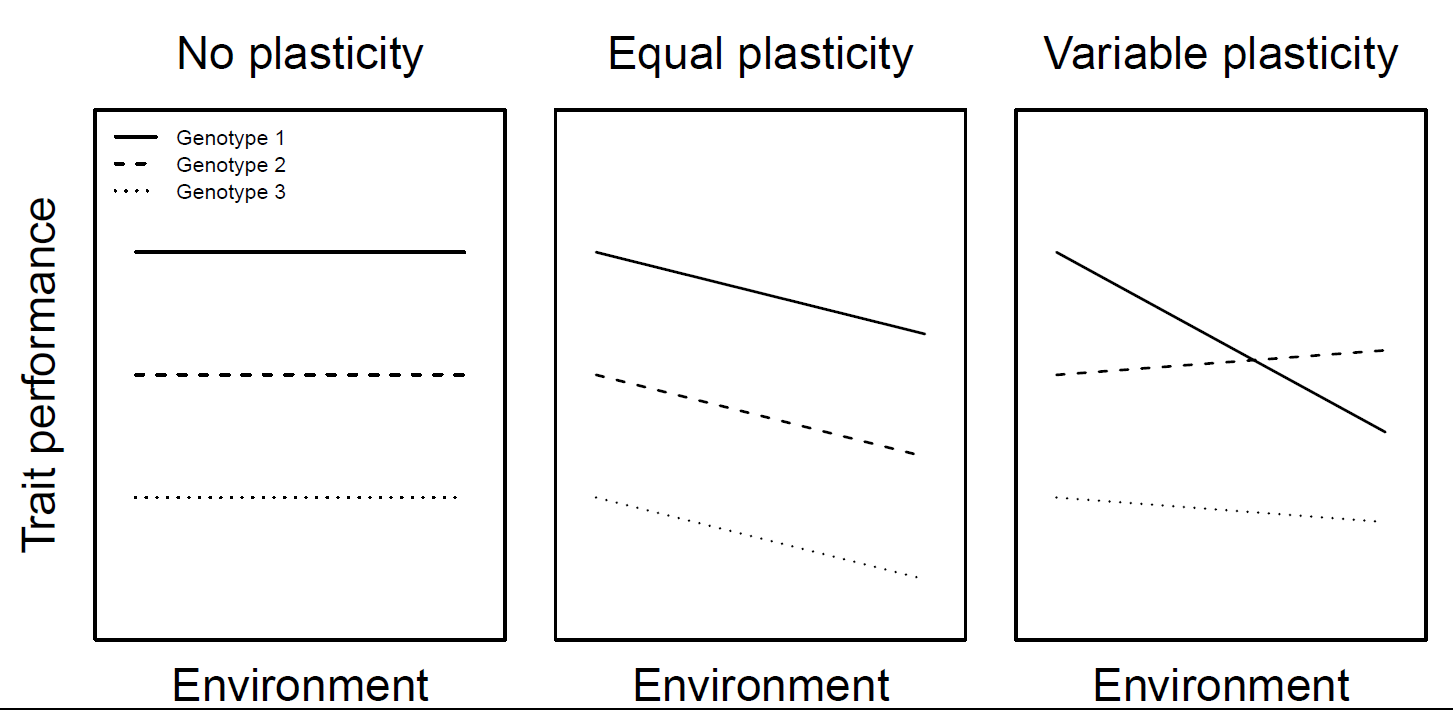 No plasticity
Equal plasticity
Variable plasticity
Genotype 1
Genotype 2
Genotype 3
Trait performance
Environment
Environment
Environment